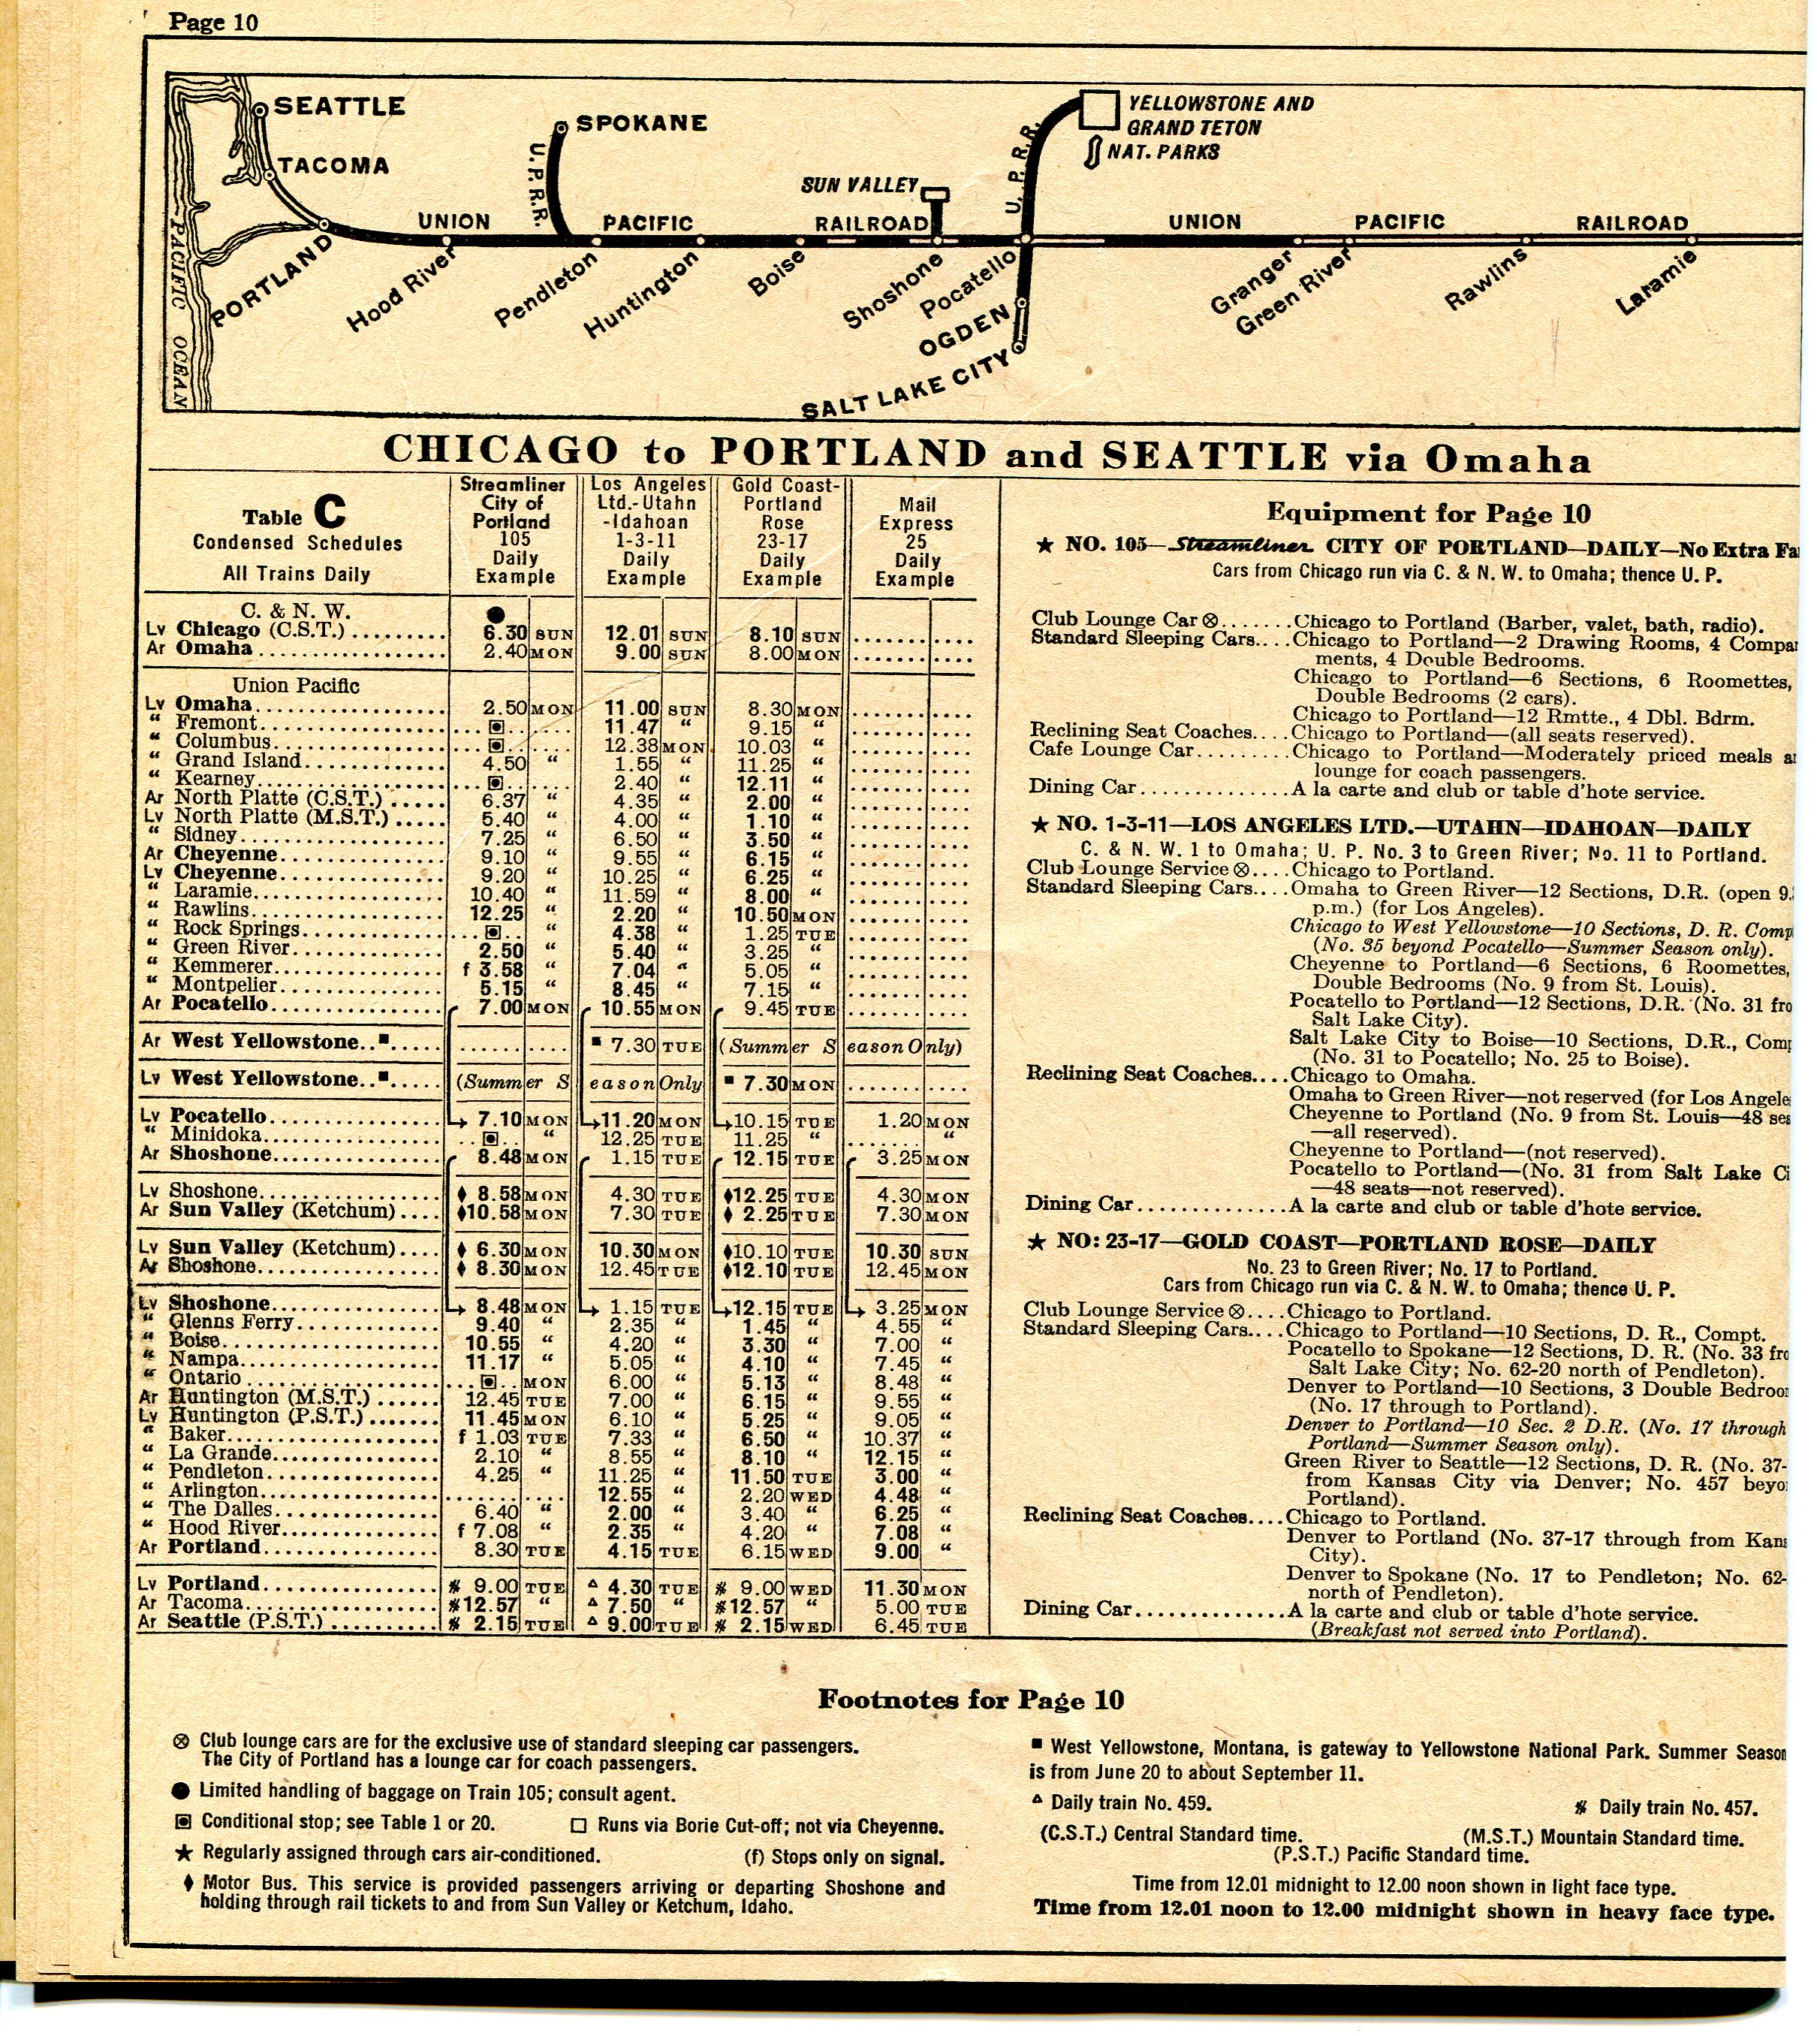 Page 10
SEATTLE
TACOMA
SPOKANE
U.P.R.R.
SUN VALLEY
U.P.R.R.
YELLOWSTONE AND
GRAND TETON
NAT. PARKS
UNION PACIFIC RAILROAD UNION PACIFIC RAILROAD
PACIFIC OCEAN
PORTLAND
Hood River
Pendleton
Huntington
Boise
Shoshone
Pocatello
OGDEN
SALT LAKE CITY
Granger
Green River
Rawlins
Laramie
CHICAGO to PORTLAND and SEATTLE via Omaha
Table C
Condensed Schedules
All Trains Daily
Streamliner
City of
Portland
105
Daily
Example
Los Angeles
Ltd.-Utahn
-Idahoan
1-3-11
Daily
Example
Gold Coast-
Portland
Rose
23-17
Daily
Example
Mail
Express
25
Daily
Example
C. & N. W. ●
Lv Chicago (C.S.T.) 6.30 SUN 12.01 SUN 8.10 SUN
Ar Omaha 2.40 MON 9.00 SUN 8.00 MON
Union Pacific
Lv Omaha 2.50 MON 11.00 SUN 8.30 MON
“ Fremont ▣ 11.47 “ 9.15 “
“ Columbus ▣ 12.38 MON 10.03 “
“ Grand Island 4.50 “ 1.55 “ 11.25 “
“ Kearney ▣ 2.40 “ 12.11 “
Ar North Platte (C.S.T.) 6.37 “ 4.35 “ 2.00 “
Lv North Platte (M.S.T.) 5.40 “ 4.00 “ 1.10 “
“ Sidney 7.25 “ 6.50 “ 3.50 “
Ar Cheyenne 9.10 “ 9.55 “ 6.15 “
Lv Cheyenne 9.20 “ 10.25 “ 6.25 “
“ Laramie 10.40 “ 11.59 “ 8.00 “
“ Rawlins 12.25 “ 2.20 “ 10.50 MON
“ Rock Springs ▣ “ 4.38 “ 1.25 TUE
“ Green River 2.50 “ 5.40 “ 3.25 “
“ Kemmerer f 3.58 “ 7.04 “ 5.05 “
“ Montpelier 5.15 “ 8.45 “ 7.15 “
Ar Pocatello 7.00 MON 10.55 MON 9.45 TUE
Ar West Yellowstone ■ ■ 7.30 TUE (Summer Season Only)
Lv West Yellowstone ■ (Summer Season Only ■ 7.30 MON
Lv Pocatello 7.10 MON 11.20 MON 10.15 TUE 1.20 MON
“ Minidoka ▣ “ 12.25 TUE 11.25 “ “
Ar Shoshone 8.48 MON 1.15 TUE 12.15 TUE 3.25 MON
Lv Shoshone ♦ 8.58 MON 4.30 TUE ♦12.25 TUE 4.30 MON
Ar Sun Valley (Ketchum) ♦10.58 MON 7.30 TUE ♦ 2.25 TUE 7.30 MON
Lv Sun Valley (Ketchum) ♦ 6.30 MON 10.30 MON ♦10.10 TUE 10.30 SUN
Ar Shoshone ♦ 8.30 MON 12.45 TUE ♦12.10 TUE 12.45 MON
Lv Shoshone 8.48 MON 1.15 TUE 12.15 TUE 3.25 MON
“ Glenns Ferry 9.40 “ 2.35 “ 1.45 “ 4.55 “
“ Boise 10.55 “ 4.20 “ 3.30 “ 7.00 “
“ Nampa 11.17 “ 5.05 “ 4.10 “ 7.45 “
“ Ontario ▣ MON 6.00 “ 5.13 “ 8.48 “
Ar Huntington (M.S.T.) 12.45 TUE 7.00 “ 6.15 “ 9.55 “
Lv Huntington (P.S.T.) 11.45 MON 6.10 “ 5.25 “ 9.05 “
“ Baker f 1.03 TUE 7.33 “ 6.50 “ 10.37 “
“ La Grande 2.10 “ 8.55 “ 8.10 “ 12.15 “
“ Pendleton 4.25 “ 11.25 “ 11.50 TUE 3.00 “
“ Arlington 12.55 “ 2.20 WED 4.48 “
“ The Dalles 6.40 “ 2.00 “ 3.40 “ 6.25 “
“ Hood River f 7.08 “ 2.35 “ 4.20 “ 7.08 “
Ar Portland 8.30 TUE 4.15 TUE 6.15 WED 9.00 “
Lv Portland # 9.00 TUE △ 4.30 TUE # 9.00 WED 11.30 MON
Ar Tacoma #12.57 “ △ 7.50 “ #12.57 “ 5.00 TUE
Ar Seattle (P.S.T.) # 2.15 TUE △ 9.00 TUE # 2.15 WED 6.45 TUE
Equipment for Page 10
★ NO. 105—Streamliner CITY OF PORTLAND—DAILY—No Extra Fa
Cars from Chicago run via C. & N. W. to Omaha; thence U. P.
Club Lounge Car ⊗.......Chicago to Portland (Barber, valet, bath, radio).
Standard Sleeping Cars....Chicago to Portland—2 Drawing Rooms, 4 Compa
ments, 4 Double Bedrooms.
Chicago to Portland—6 Sections, 6 Roomettes,
Double Bedrooms (2 cars).
Chicago to Portland—12 Rmtte., 4 Dbl. Bdrm.
Reclining Seat Coaches....Chicago to Portland—(all seats reserved).
Cafe Lounge Car.........Chicago to Portland—Moderately priced meals a
lounge for coach passengers.
Dining Car..............A la carte and club or table d'hote service.
★ NO. 1-3-11—LOS ANGELES LTD.—UTAHN—IDAHOAN—DAILY
C. & N. W. 1 to Omaha; U. P. No. 3 to Green River; No. 11 to Portland.
Club Lounge Service ⊗....Chicago to Portland.
Standard Sleeping Cars....Omaha to Green River—12 Sections, D.R. (open 9.
p.m.) (for Los Angeles).
Chicago to West Yellowstone—10 Sections, D. R. Comp
(No. 35 beyond Pocatello—Summer Season only).
Cheyenne to Portland—6 Sections, 6 Roomettes,
Double Bedrooms (No. 9 from St. Louis).
Pocatello to Portland—12 Sections, D.R. (No. 31 fro
Salt Lake City).
Salt Lake City to Boise—10 Sections, D.R., Com
(No. 31 to Pocatello; No. 25 to Boise).
Reclining Seat Coaches....Chicago to Omaha.
Omaha to Green River—not reserved (for Los Angele
Cheyenne to Portland (No. 9 from St. Louis—48 sea
—all reserved).
Cheyenne to Portland—(not reserved).
Pocatello to Portland—(No. 31 from Salt Lake Ci
—48 seats—not reserved).
Dining Car..............A la carte and club or table d'hote service.
★ NO: 23-17—GOLD COAST—PORTLAND ROSE—DAILY
No. 23 to Green River; No. 17 to Portland.
Cars from Chicago run via C. & N. W. to Omaha; thence U. P.
Club Lounge Service ⊗....Chicago to Portland.
Standard Sleeping Cars....Chicago to Portland—10 Sections, D. R., Compt.
Pocatello to Spokane—12 Sections, D. R. (No. 33 fro
Salt Lake City; No. 62-20 north of Pendleton).
Denver to Portland—10 Sections, 3 Double Bedroo
(No. 17 through to Portland).
Denver to Portland—10 Sec. 2 D.R. (No. 17 through
Portland—Summer Season only).
Green River to Seattle—12 Sections, D. R. (No. 37-
from Kansas City via Denver; No. 457 beyo
Portland).
Reclining Seat Coaches....Chicago to Portland.
Denver to Portland (No. 37-17 through from Kans
City).
Denver to Spokane (No. 17 to Pendleton; No. 62-
north of Pendleton).
Dining Car..............A la carte and club or table d'hote service.
(Breakfast not served into Portland).
Footnotes for Page 10
⊗ Club lounge cars are for the exclusive use of standard sleeping car passengers.
The City of Portland has a lounge car for coach passengers.
● Limited handling of baggage on Train 105; consult agent.
▣ Conditional stop; see Table 1 or 20. □ Runs via Borie Cut-off; not via Cheyenne.
★ Regularly assigned through cars air-conditioned. (f) Stops only on signal.
♦ Motor Bus. This service is provided passengers arriving or departing Shoshone and
holding through rail tickets to and from Sun Valley or Ketchum, Idaho.
■ West Yellowstone, Montana, is gateway to Yellowstone National Park. Summer Season
is from June 20 to about September 11.
△ Daily train No. 459. # Daily train No. 457.
(C.S.T.) Central Standard time. (M.S.T.) Mountain Standard time.
(P.S.T.) Pacific Standard time.
Time from 12.01 midnight to 12.00 noon shown in light face type.
Time from 12.01 noon to 12.00 midnight shown in heavy face type.